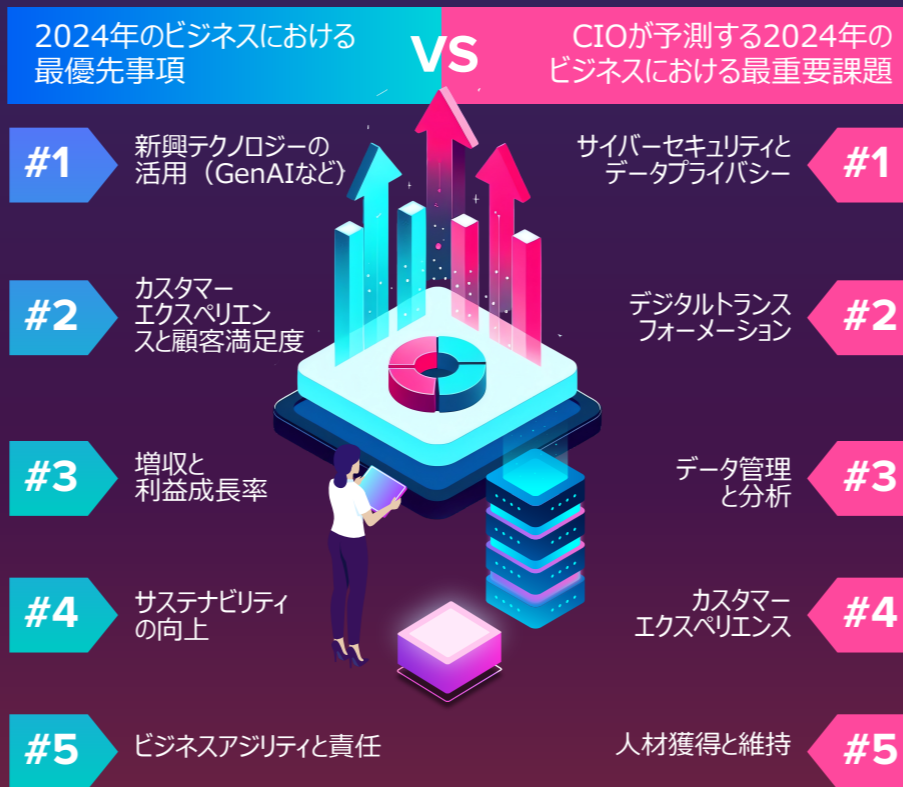 2024年のビジネスにおける
最優先事項
VS
CIOが予測する2024年の
ビジネスにおける最重要課題
#1
新興テクノロジーの
活用（GenAIなど）
サイバーセキュリティと
データプライバシー
#1
#2
カスタマー
エクスペリエン
スと顧客満足度
デジタルトランス
フォーメーション
#2
#3
増収と
利益成長率
データ管理
と分析
#3
#4
サステナビリティ
の向上
カスタマー
エクスペリエンス
#4
#5
ビジネスアジリティと責任
人材獲得と維持
#5